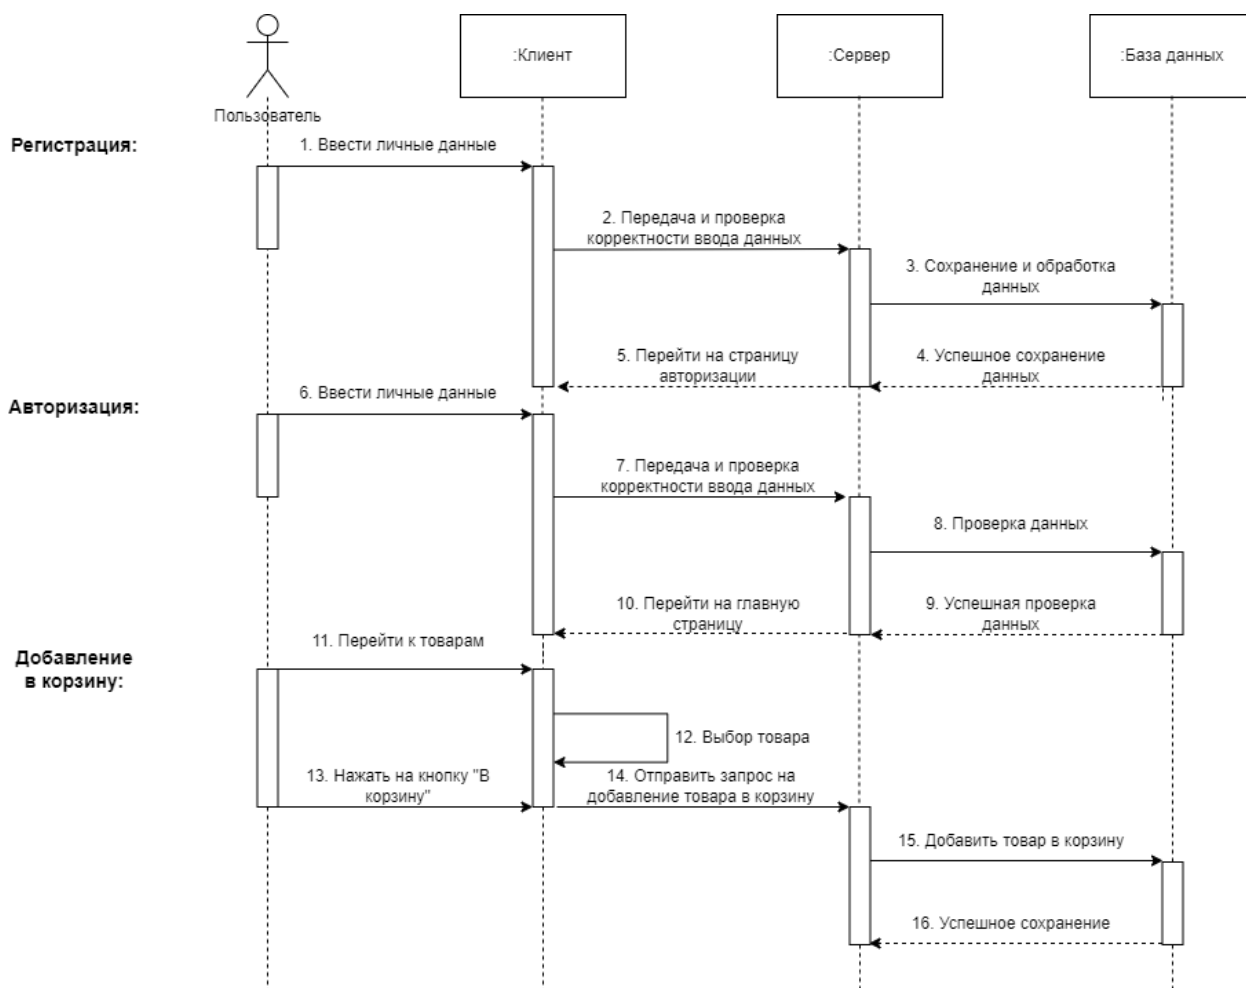 :Клиент
:Сервер
:База данных
Пользователь
Регистрация:
1. Ввести личные данные
2. Передача и проверка
корректности ввода данных
3. Сохранение и обработка
данных
5. Перейти на страницу
авторизации
4. Успешное сохранение
данных
Авторизация:
6. Ввести личные данные
7. Передача и проверка
корректности ввода данных
8. Проверка данных
10. Перейти на главную
страницу
9. Успешная проверка
данных
Добавление
в корзину:
11. Перейти к товарам
12. Выбор товара
13. Нажать на кнопку "В
корзину"
14. Отправить запрос на
добавление товара в корзину
15. Добавить товар в корзину
16. Успешное сохранение